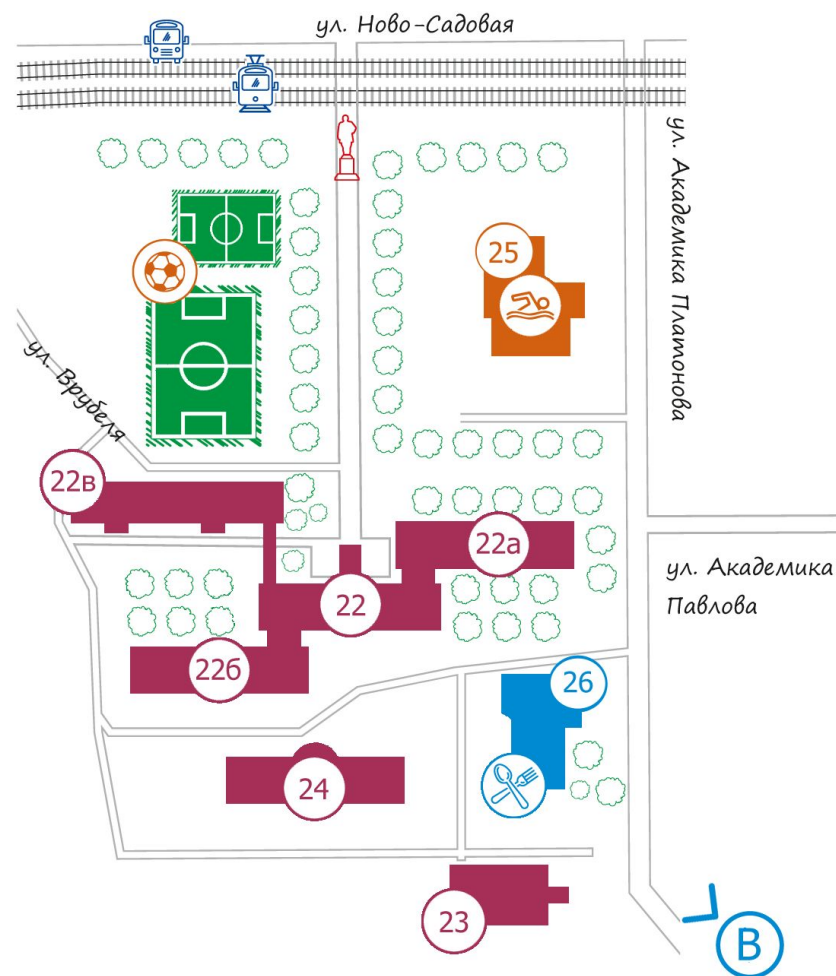 ул. Ново-Садовая
ул. Академика Платонова
25
ул. Врубеля
22в
22а
ул. Академика
Павлова
22
22б
26
24
23
В